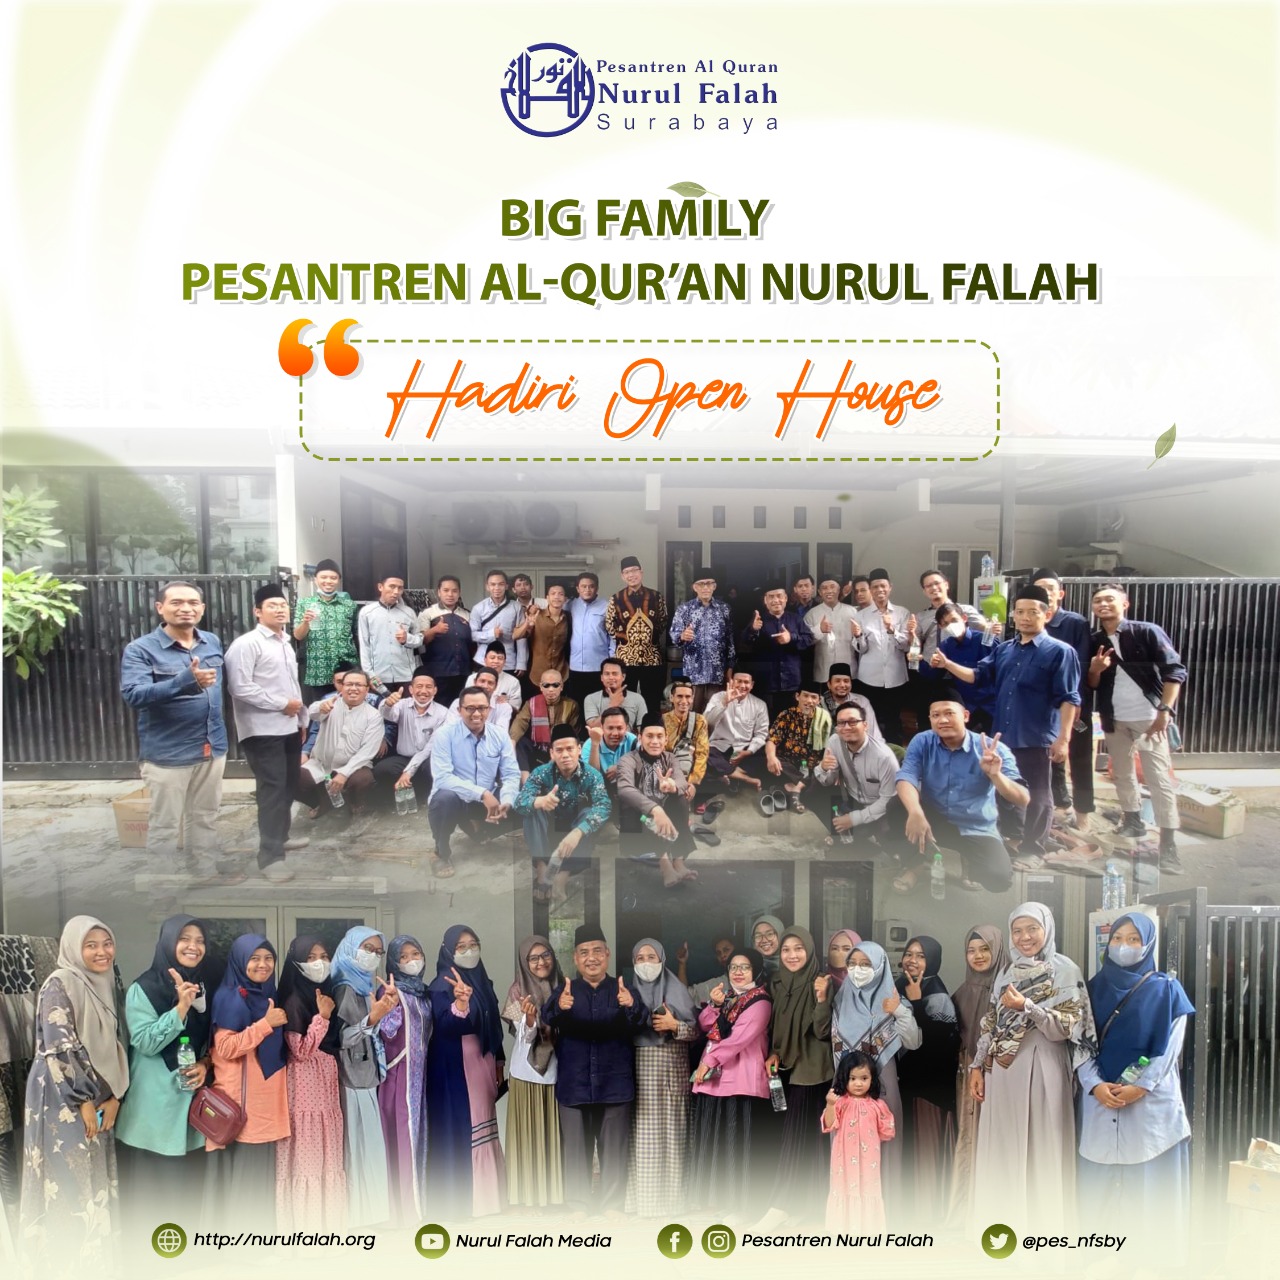 Pesantren Al Quran
Nurul Falah
Surabaya
BIG FAMILY
PESANTREN AL-QUR’AN NURUL FALAH
“
Hadiri Open House
http://nurulfalah.org
Nurul Falah Media
Pesantren Nurul Falah
@pes_nfsby